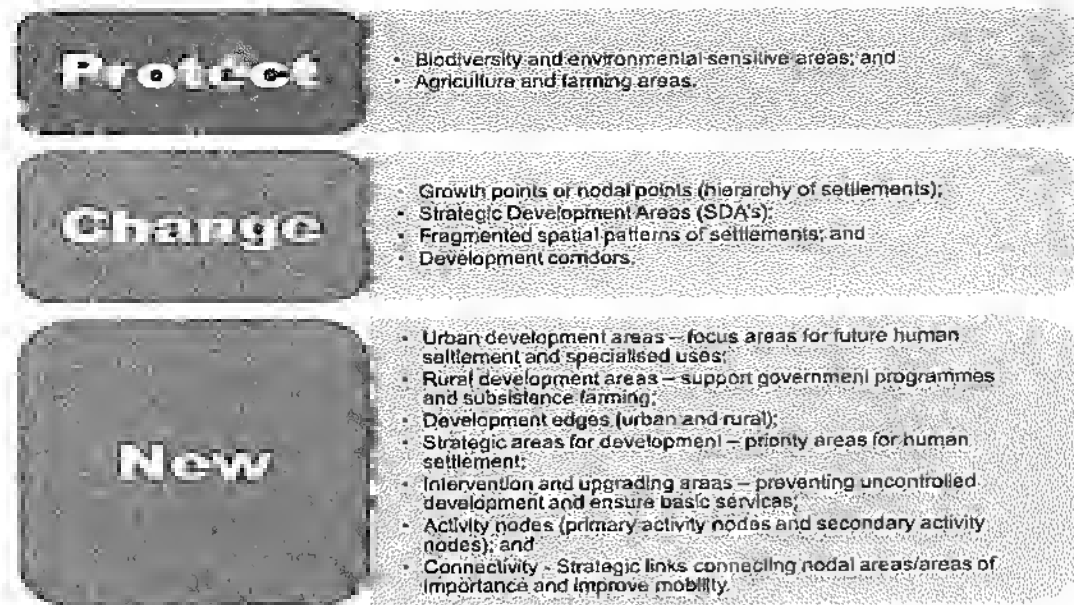 Protect
• Biodiversity and environmental sensitive areas; and
• Agriculture and farming areas.
Change
• Growth points or nodal points (hierarchy of settlements);
• Strategic Development Areas (SDA's);
• Fragmented spatial patterns of settlements; and
• Development corridors.
New
• Urban development areas – focus areas for future human
settlement and specialised uses;
• Rural development areas – support government programmes
and subsistence farming;
• Development edges (urban and rural);
• Strategic areas for development – priority areas for human
settlement;
• Intervention and upgrading areas – preventing uncontrolled
development and ensure basic services;
• Activity nodes (primary activity nodes and secondary activity
nodes); and
• Connectivity - Strategic links connecting nodal areas/areas of
importance and improve mobility.